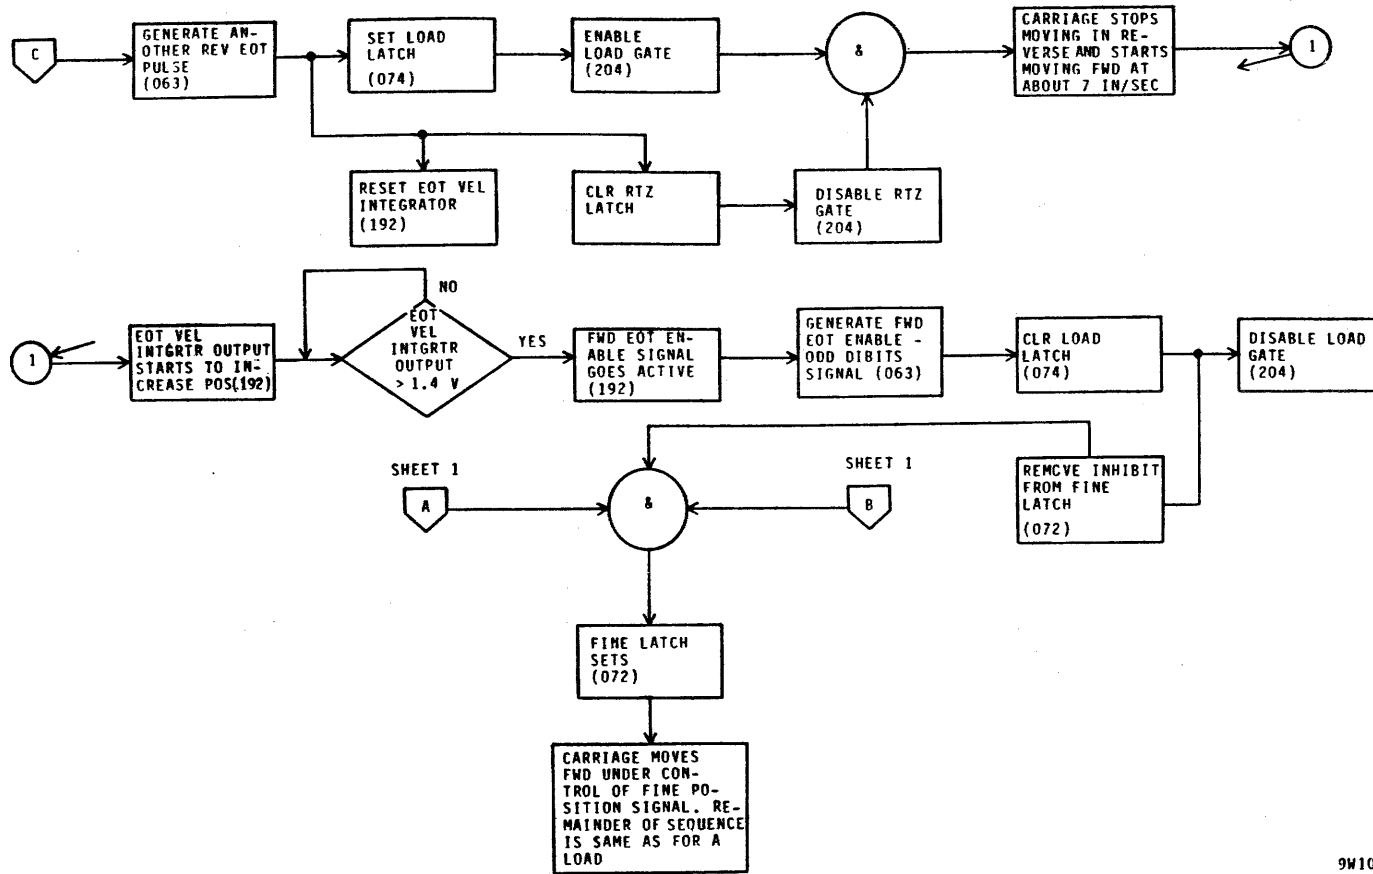 C
GENERATE AN-
OTHER REV EOT
PULSE
(063)
SET LOAD
LATCH
(074)
ENABLE
LOAD GATE
(204)
&
CARRIAGE STOPS
MOVING IN RE-
VERSE AND STARTS
MOVING FWD AT
ABOUT 7 IN/SEC
1
RESET EOT VEL
INTEGRATOR
(192)
CLR RTZ
LATCH
DISABLE RTZ
GATE
(204)
1
EOT VEL
INTGRTR OUTPUT
STARTS TO IN-
CREASE POS(192)
NO
EOT
VEL
INTGRTR
OUTPUT
> 1.4 V
YES
FWD EOT EN-
ABLE SIGNAL
GOES ACTIVE
(192)
GENERATE FWD
EOT ENABLE -
ODD DIBITS
SIGNAL (063)
CLR LOAD
LATCH
(074)
DISABLE LOAD
GATE
(204)
SHEET 1
A
&
SHEET 1
B
REMOVE INHIBIT
FROM FINE
LATCH
(072)
FINE LATCH
SETS
(072)
CARRIAGE MOVES
FWD UNDER CON-
TROL OF FINE PO-
SITION SIGNAL. RE-
MAINDER OF SEQUENCE
IS SAME AS FOR A
LOAD
9W10